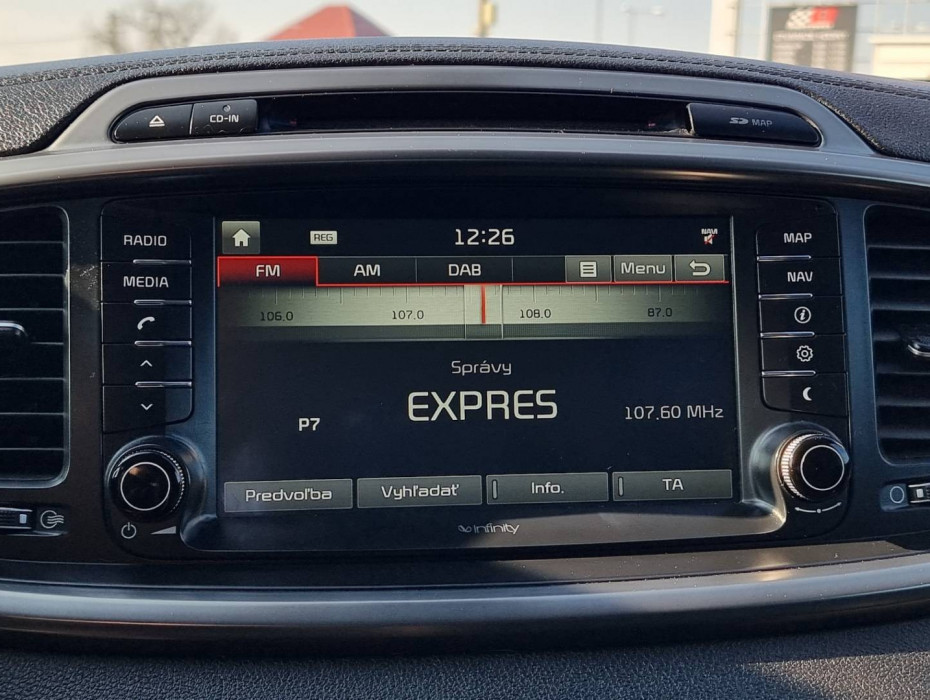 CD-IN
SD MAP
RADIO
MEDIA
MAP
NAV
REG
12:26
NAVI
FM
AM
DAB
Menu
106.0
107.0
108.0
87.0
Správy
EXPRES
P7
107.60 MHz
Predvoľba
Vyhľadať
Info.
TA
infinity